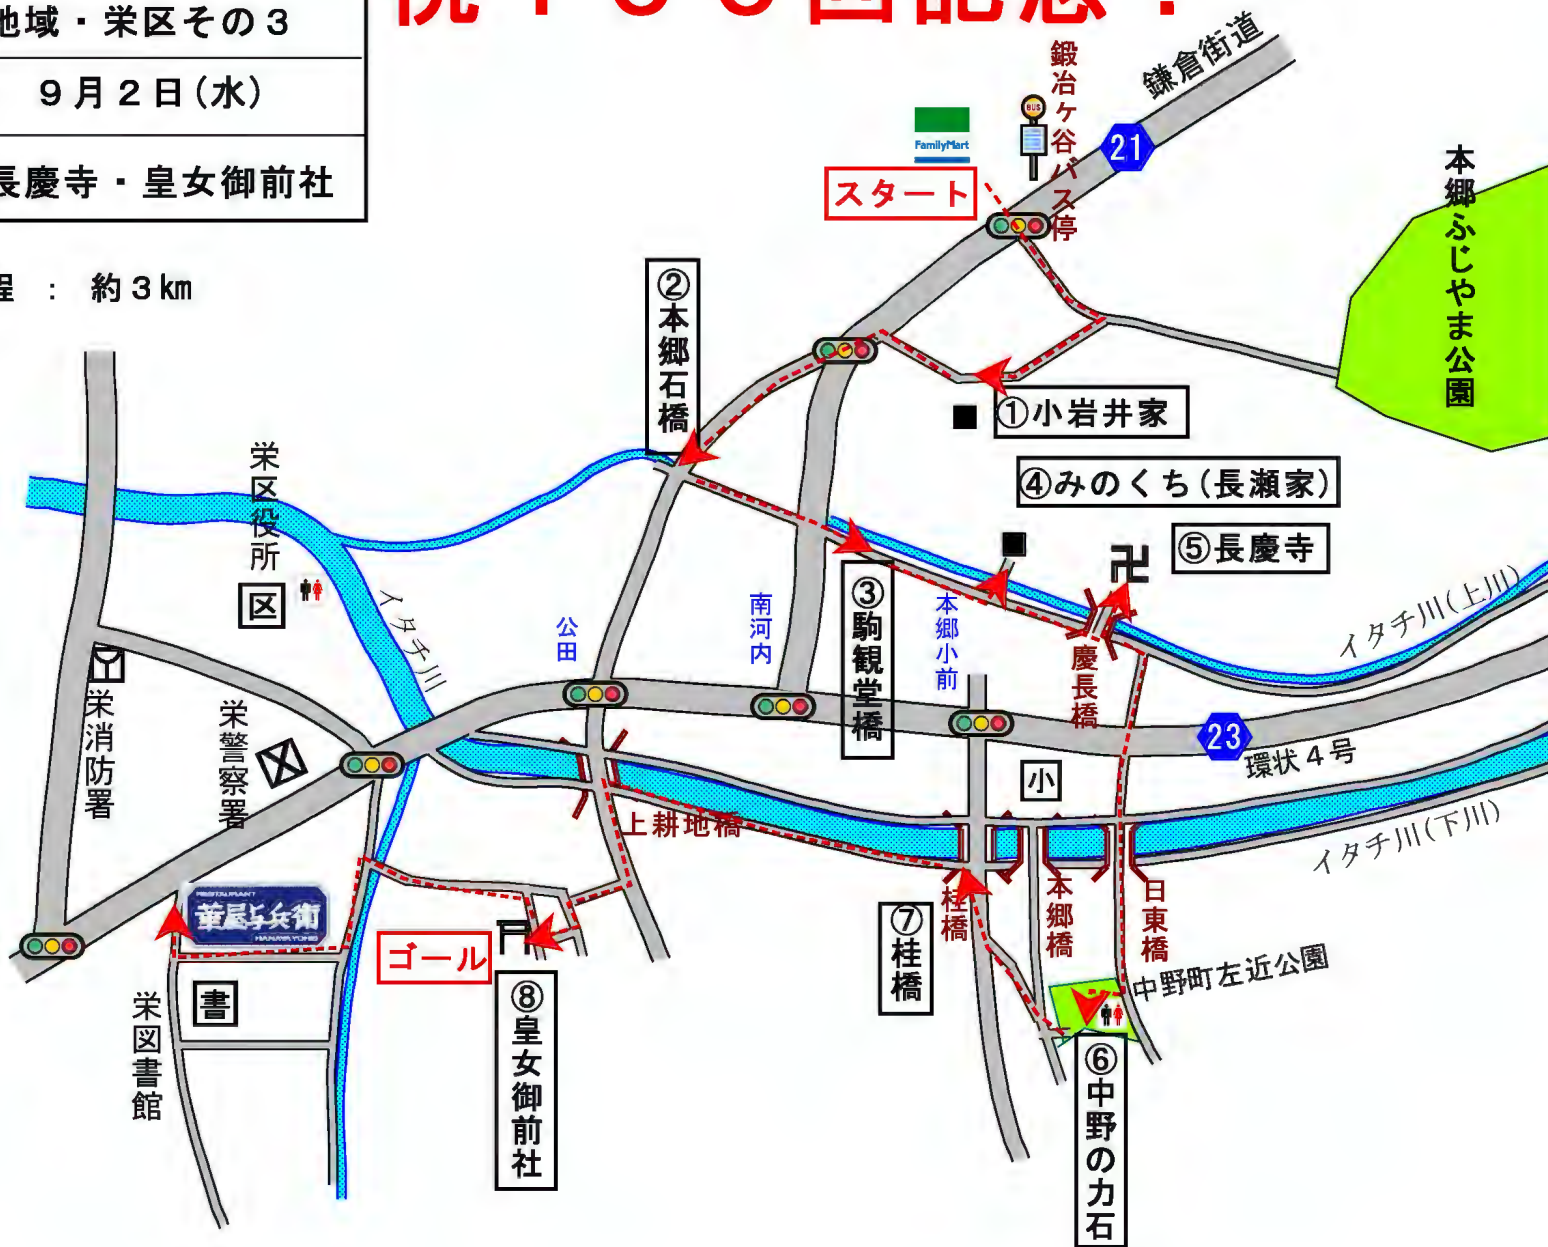 地域・栄区その３
９月２日(水)
長慶寺・皇女御前社
程 ： 約３㎞
鎌倉街道
21
鍛冶ヶ谷バス停
BUS
FamilyMart
スタート
本郷ふじやま公園
②本郷石橋
①小岩井家
④みのくち(長瀬家)
⑤長慶寺
栄区役所
区
イタチ川
公田
南河内
③駒観堂橋
本郷小前
慶長橋
イタチ川(上川)
栄消防署
栄警察署
23
環状４号
小
上耕地橋
イタチ川(下川)
RESTAURANT
華屋与兵衛
HANAYA YOHEI
ゴール
⑦桂橋
桂橋
本郷橋
日東橋
中野町左近公園
書
栄図書館
⑧皇女御前社
⑥中野の力石